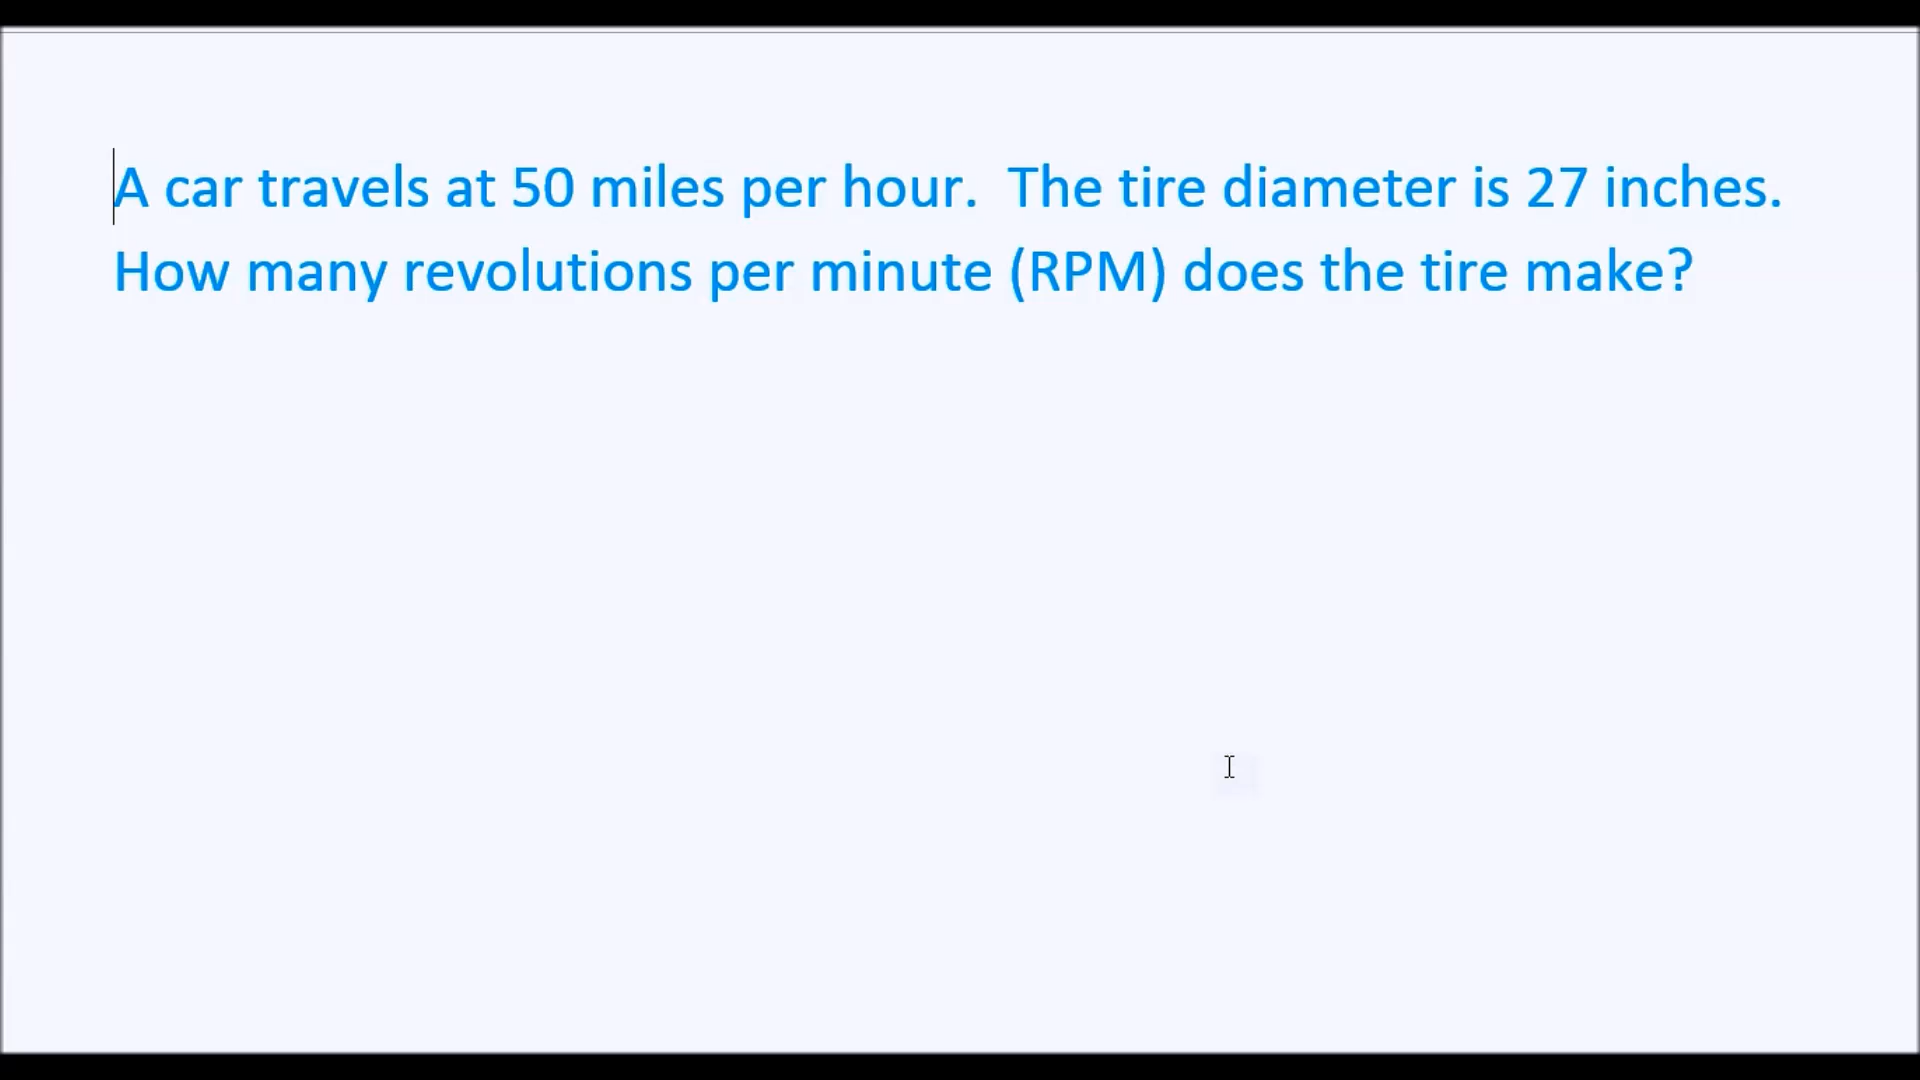 A car travels at 50 miles per hour.  The tire diameter is 27 inches.
How many revolutions per minute (RPM) does the tire make?